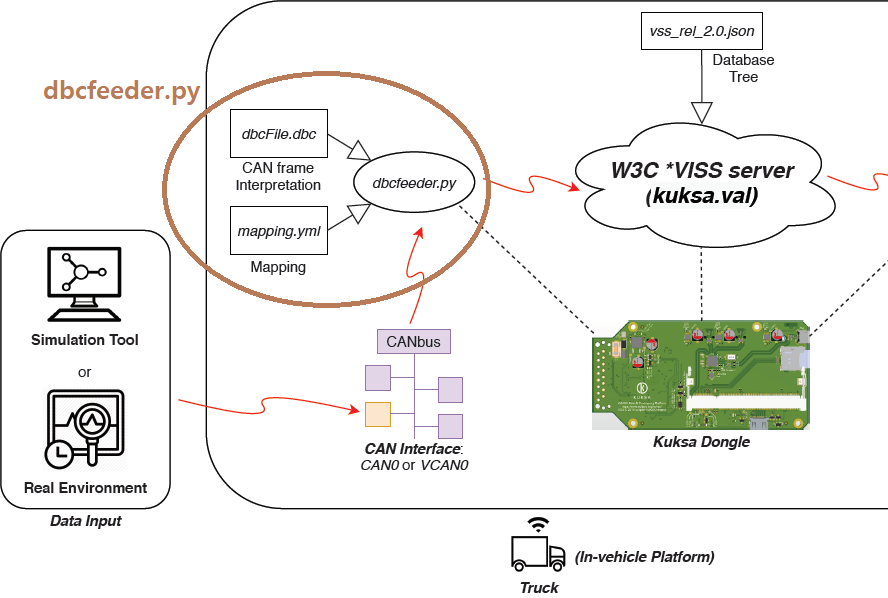 vss_rel_2.0.json
Database
Tree
dbcfeeder.py
dbcFile.dbc
CAN frame
Interpretation
dbcfeeder.py
mapping.yml
Mapping
W3C *VISS server
(kuksa.val)
Simulation Tool
or
Real Environment
Data Input
CANbus
CAN Interface:
CAN0 or VCAN0
KUKSA
Kuksa Dongle
(In-vehicle Platform)
Truck